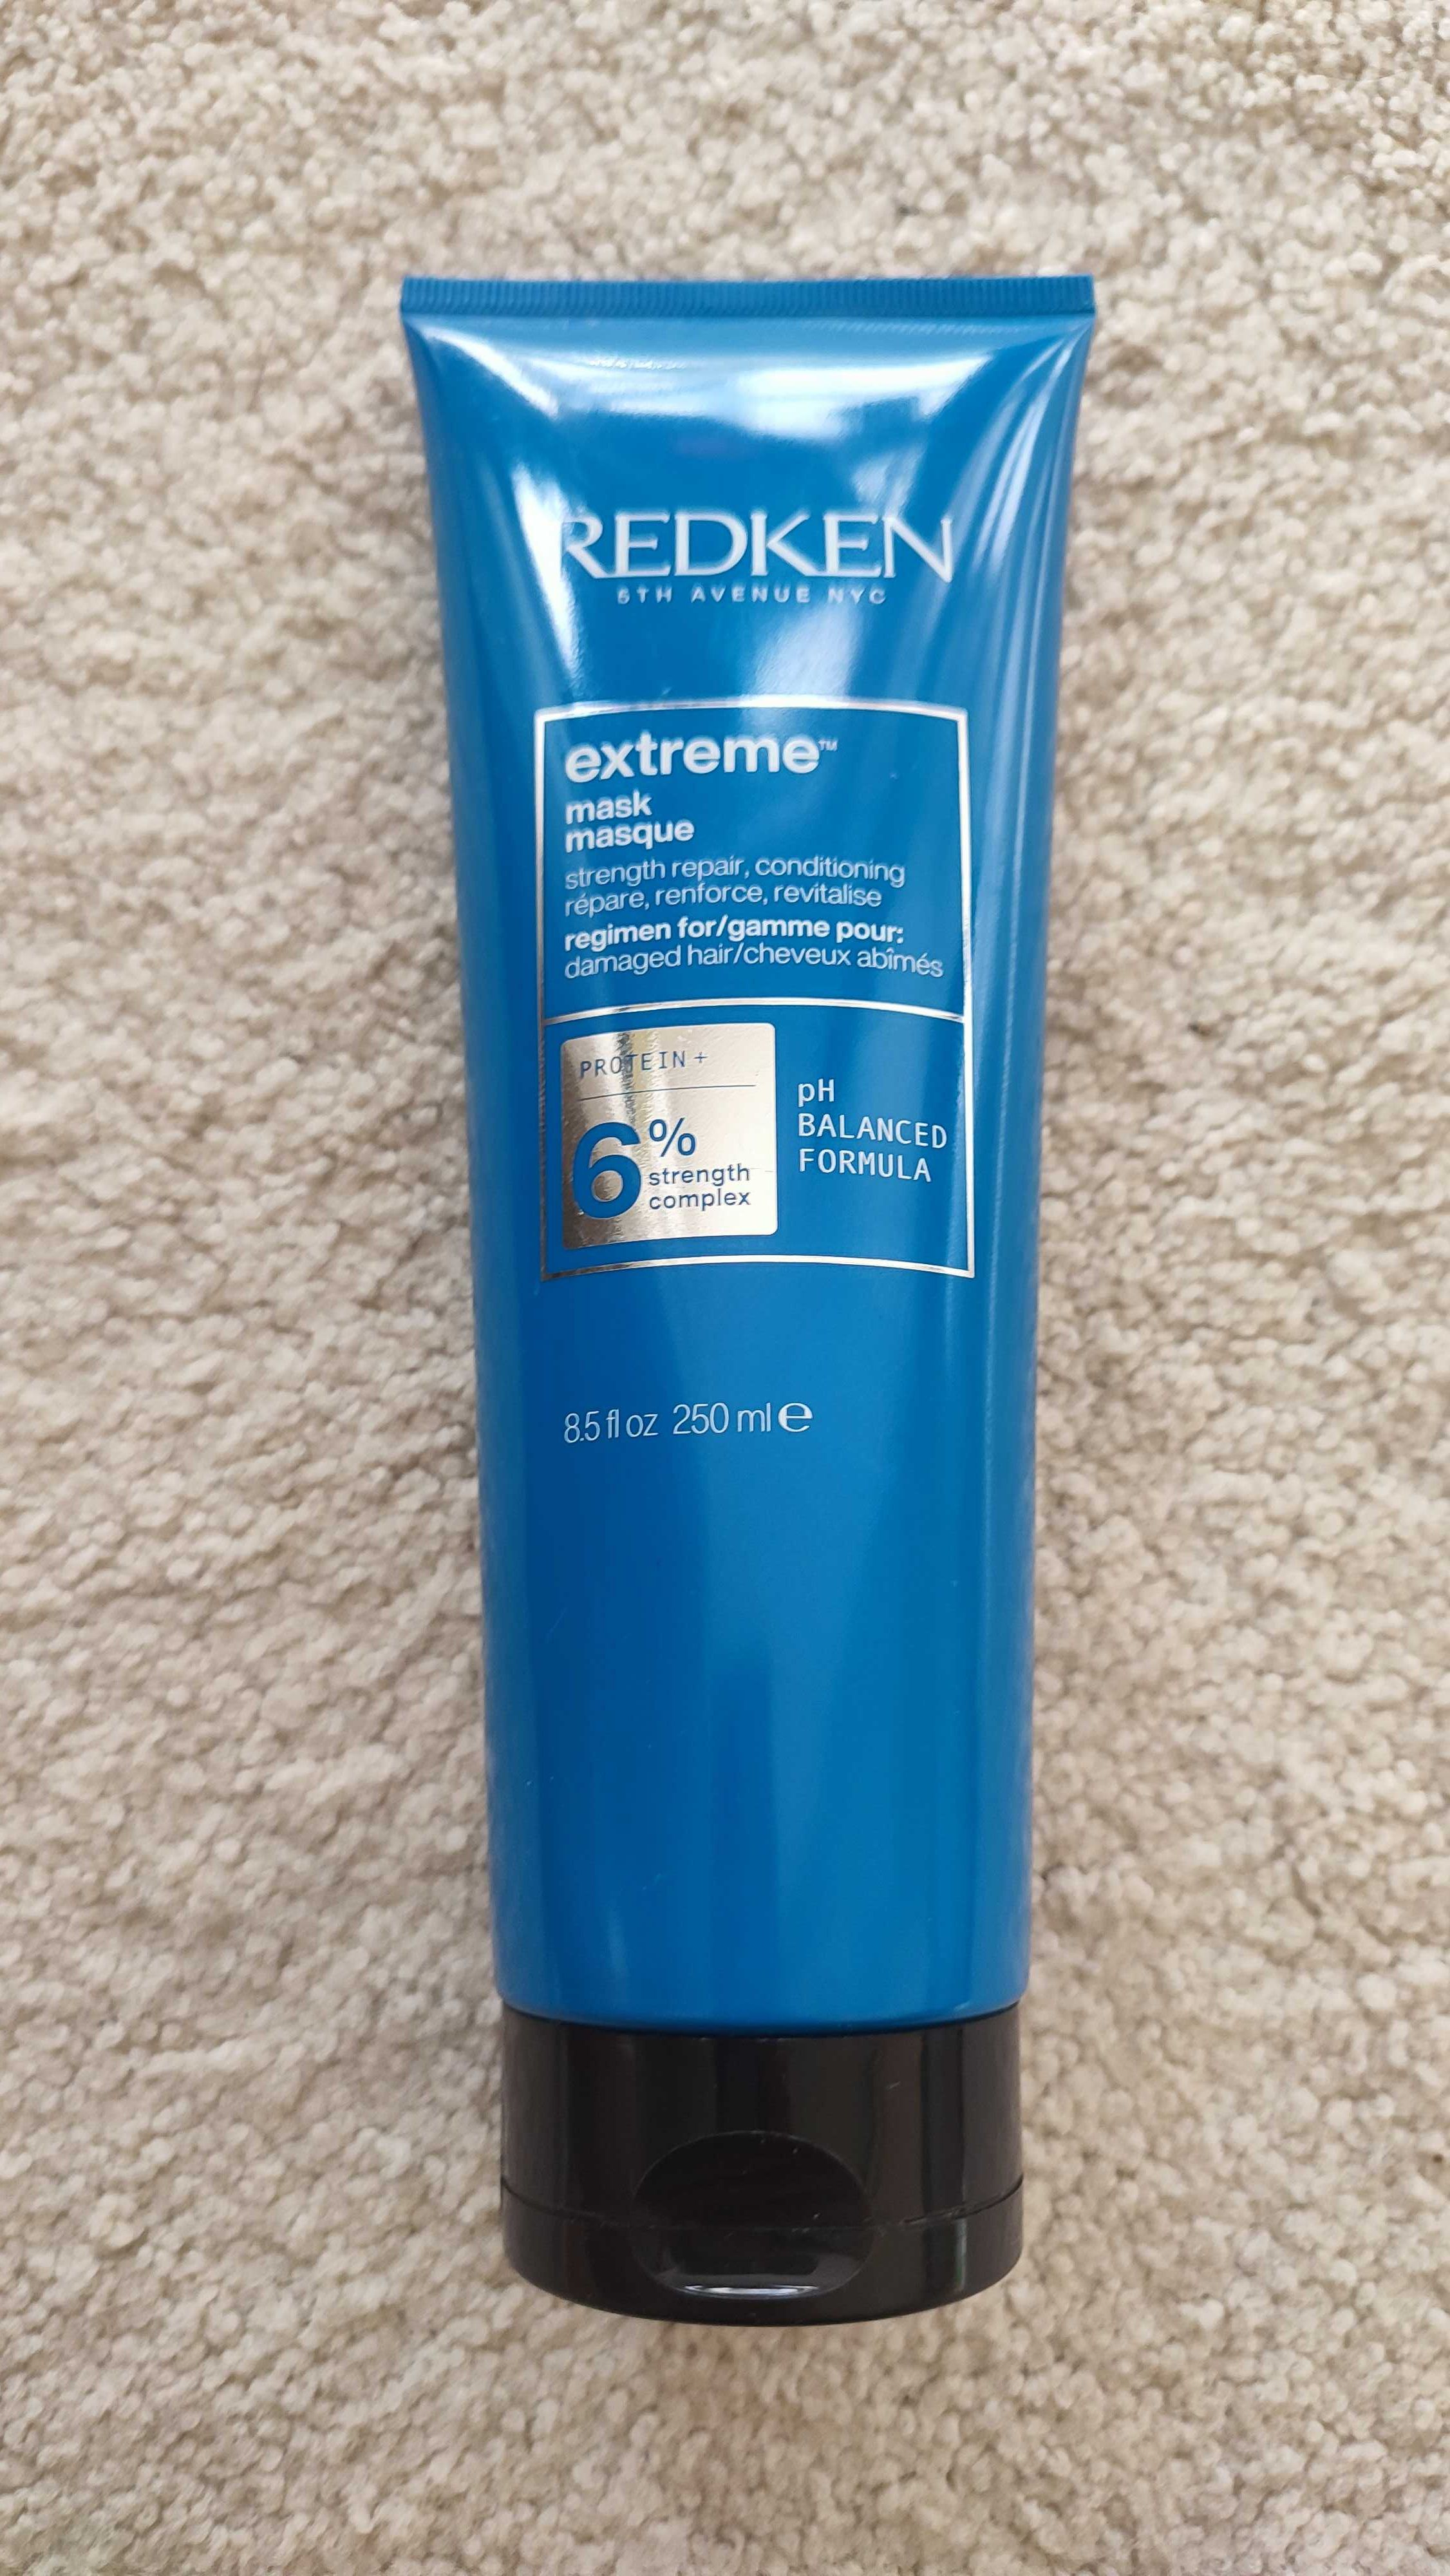 REDKEN
5TH AVENUE NYC
extreme™
mask
masque
strength repair, conditioning
répare, renforce, revitalise
regimen for/gamme pour:
damaged hair/cheveux abîmés
PROTEIN +
6%
strength
complex
pH
BALANCED
FORMULA
8.5 fl oz 250 ml ℮